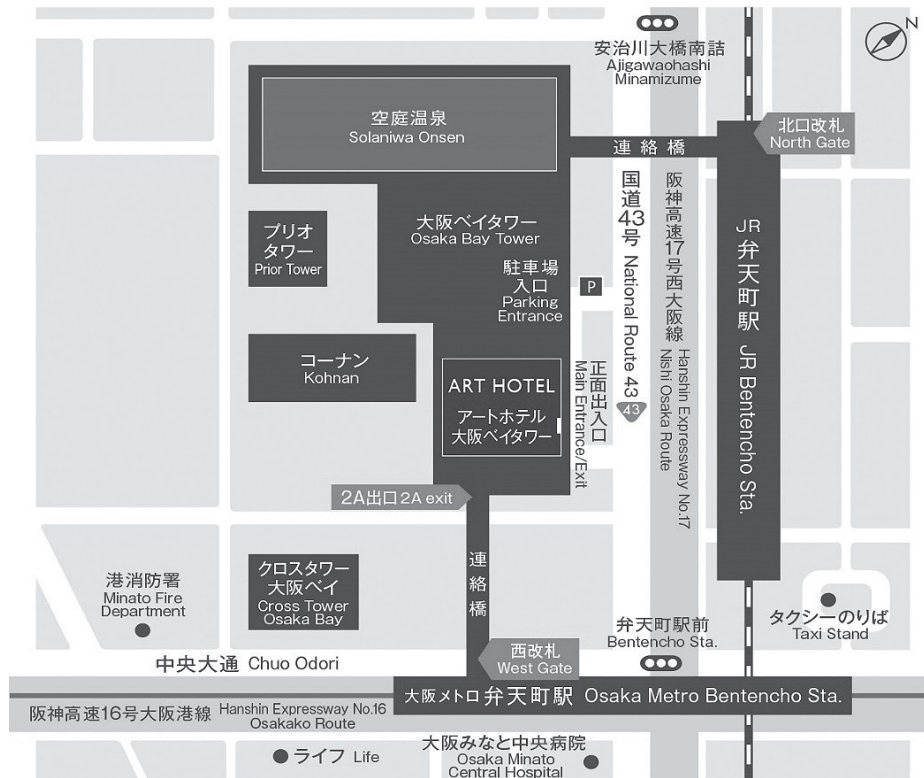 N
安治川大橋南詰
Ajigawaohashi
Minamizume
空庭温泉
Solaniwa Onsen
北口改札
North Gate
連絡橋
国道43号 National Route 43
43
阪神高速17号西大阪線
Hanshin Expressway No.17
Nishi Osaka Route
JR 弁天町駅 JR Bentencho Sta.
大阪ベイタワー
Osaka Bay Tower
プリオ
タワー
Prior Tower
駐車場
入口
Parking
Entrance
P
コーナン
Kohnan
ART HOTEL
アートホテル
大阪ベイタワー
正面出入口
Main Entrance/Exit
2A出口 2A exit
連絡橋
クロスタワー
大阪ベイ
Cross Tower
Osaka Bay
港消防署
Minato Fire
Department
タクシーのりば
Taxi Stand
弁天町駅前
Bentencho Sta.
西改札
West Gate
中央大通 Chuo Odori
大阪メトロ 弁天町駅 Osaka Metro Bentencho Sta.
阪神高速16号大阪港線 Hanshin Expressway No.16
Osakako Route
ライフ Life
大阪みなと中央病院
Osaka Minato
Central Hospital